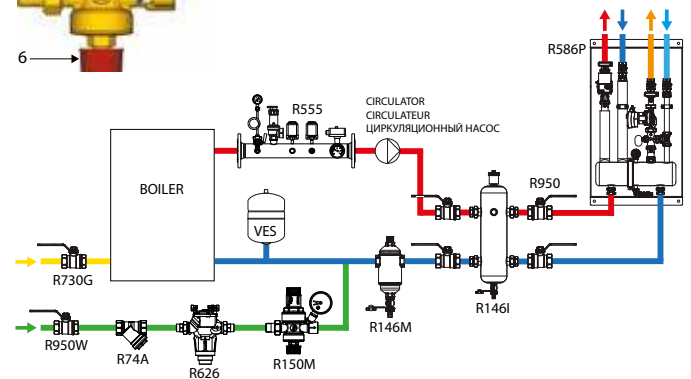 6
R586P
R555
CIRCULATOR
CIRCULATEUR
ЦИРКУЛЯЦИОННЫЙ НАСОС
BOILER
R950
VES
R730G
R146I
R146M
R950W
R74A
R626
R150M